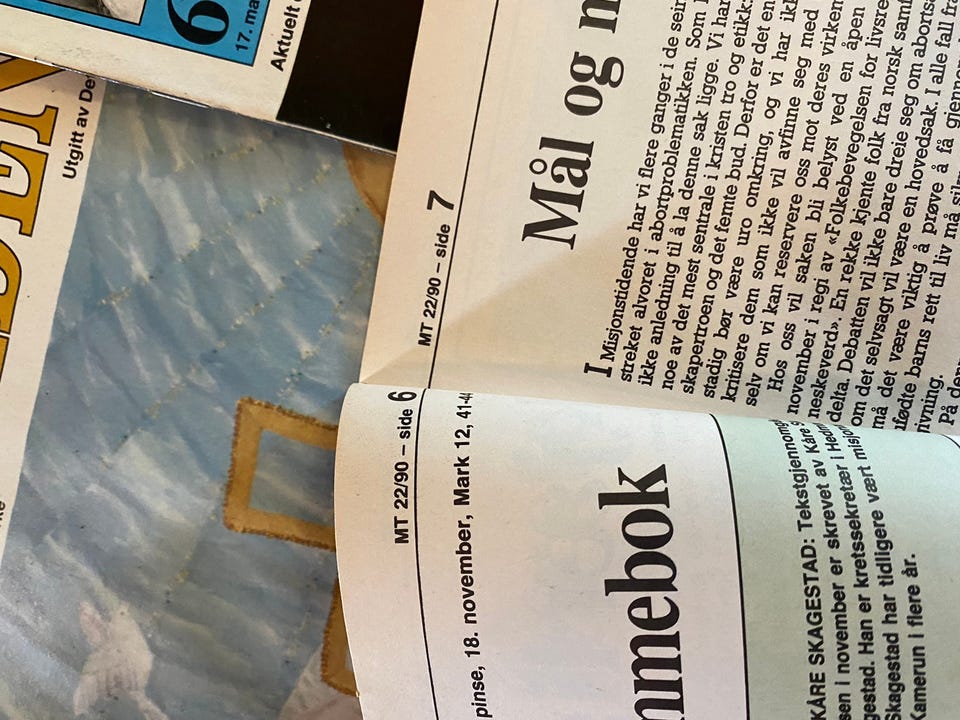 6
17. ma
Aktuelt
DEN
Utgitt av De
MT 22/90 – side 6
pinse, 18. november, Mark 12, 41-44
mmebok
KÅRE SKAGESTAD: Tekstgjennomg
sen i november er skrevet av Kåre S
gestad. Han er kretssekretær i Hedm
Skagestad har tidligere vært misjon
Kamerun i flere år.
MT 22/90 – side 7
Mål og m
I Misjonstidende har vi flere ganger i de sein
streket alvoret i abortproblematikken. Som
ikke anledning til å la denne sak ligge. Vi har
noe av det mest sentrale i kristen tro og etikk:
skapertroen og det femte bud. Derfor er det en
stadig bør være uro omkring, og vi har ikk
kritisere dem som ikke vil avfinne seg med
selv om vi kan reservere oss mot deres virkem
Hos oss vil saken bli belyst ved en åpen
november i regi av «Folkebevegelsen for livsre
neskeverd». En rekke kjente folk fra norsk samf
delta. Debatten vil ikke bare dreie seg om abortsa
om det selvsagt vil være en hovedsak. I alle fall fra
må det være viktig å prøve å få gjennom
fødte barns rett til liv må
ivning.
På